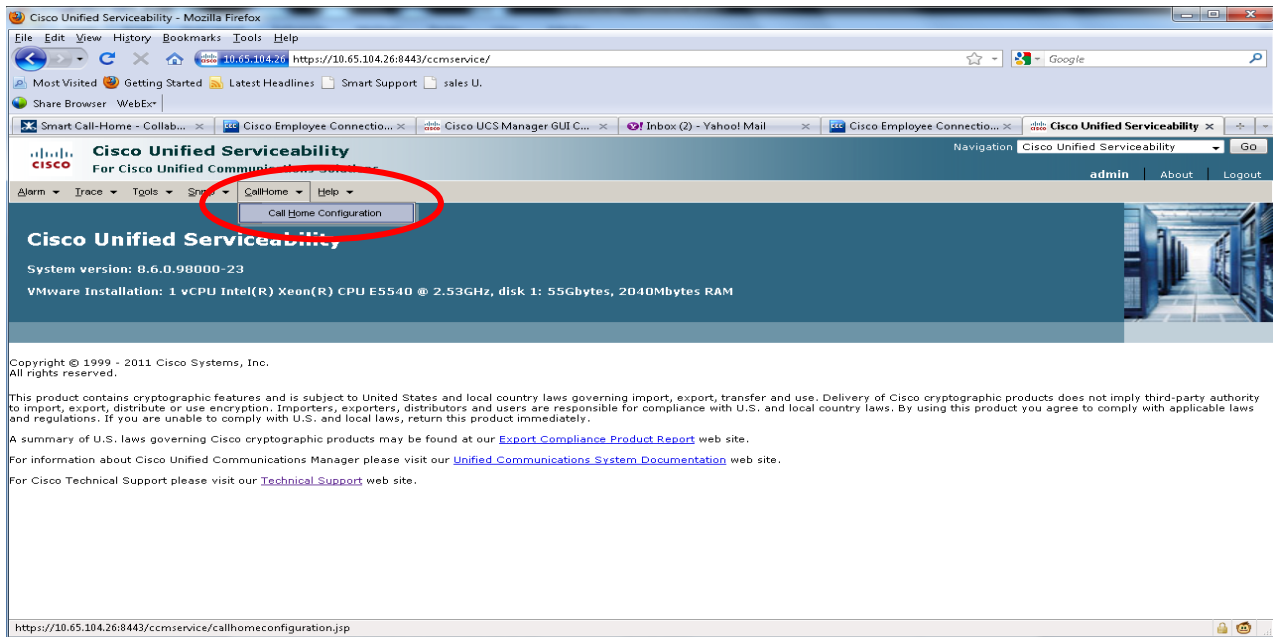 Cisco Unified Serviceability - Mozilla Firefox
File Edit View History Bookmarks Tools Help
10.65.104.26 https://10.65.104.26:8443/ccmservice/
Google
Most Visited Getting Started Latest Headlines Smart Support sales U.
Share Browser WebEx
Smart Call-Home - Collab... Cisco Employee Connectio... Cisco UCS Manager GUI C... Inbox (2) - Yahoo! Mail Cisco Employee Connectio... Cisco Unified Serviceability
CISCO
Cisco Unified Serviceability
For Cisco Unified Communications Solutions
Navigation Cisco Unified Serviceability Go
admin About Logout
Alarm Trace Tools Snmp CallHome Help
Call Home Configuration
Cisco Unified Serviceability
System version: 8.6.0.98000-23
VMware Installation: 1 vCPU Intel(R) Xeon(R) CPU E5540 @ 2.53GHz, disk 1: 55Gbytes, 2040Mbytes RAM
Copyright © 1999 - 2011 Cisco Systems, Inc.
All rights reserved.
This product contains cryptographic features and is subject to United States and local country laws governing import, export, transfer and use. Delivery of Cisco cryptographic products does not imply third-party authority
to import, export, distribute or use encryption. Importers, exporters, distributors and users are responsible for compliance with U.S. and local country laws. By using this product you agree to comply with applicable laws
and regulations. If you are unable to comply with U.S. and local laws, return this product immediately.
A summary of U.S. laws governing Cisco cryptographic products may be found at our Export Compliance Product Report web site.
For information about Cisco Unified Communications Manager please visit our Unified Communications System Documentation web site.
For Cisco Technical Support please visit our Technical Support web site.
https://10.65.104.26:8443/ccmservice/callhomeconfiguration.jsp